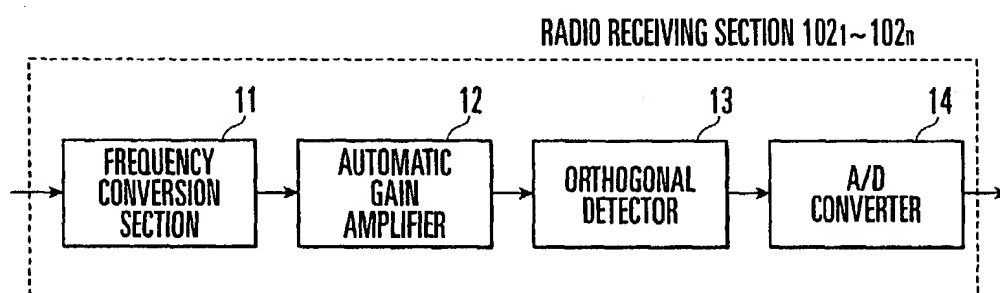 RADIO RECEIVING SECTION 102₁~102ₙ
11
12
13
14
FREQUENCY
CONVERSION
SECTION
AUTOMATIC
GAIN
AMPLIFIER
ORTHOGONAL
DETECTOR
A/D
CONVERTER